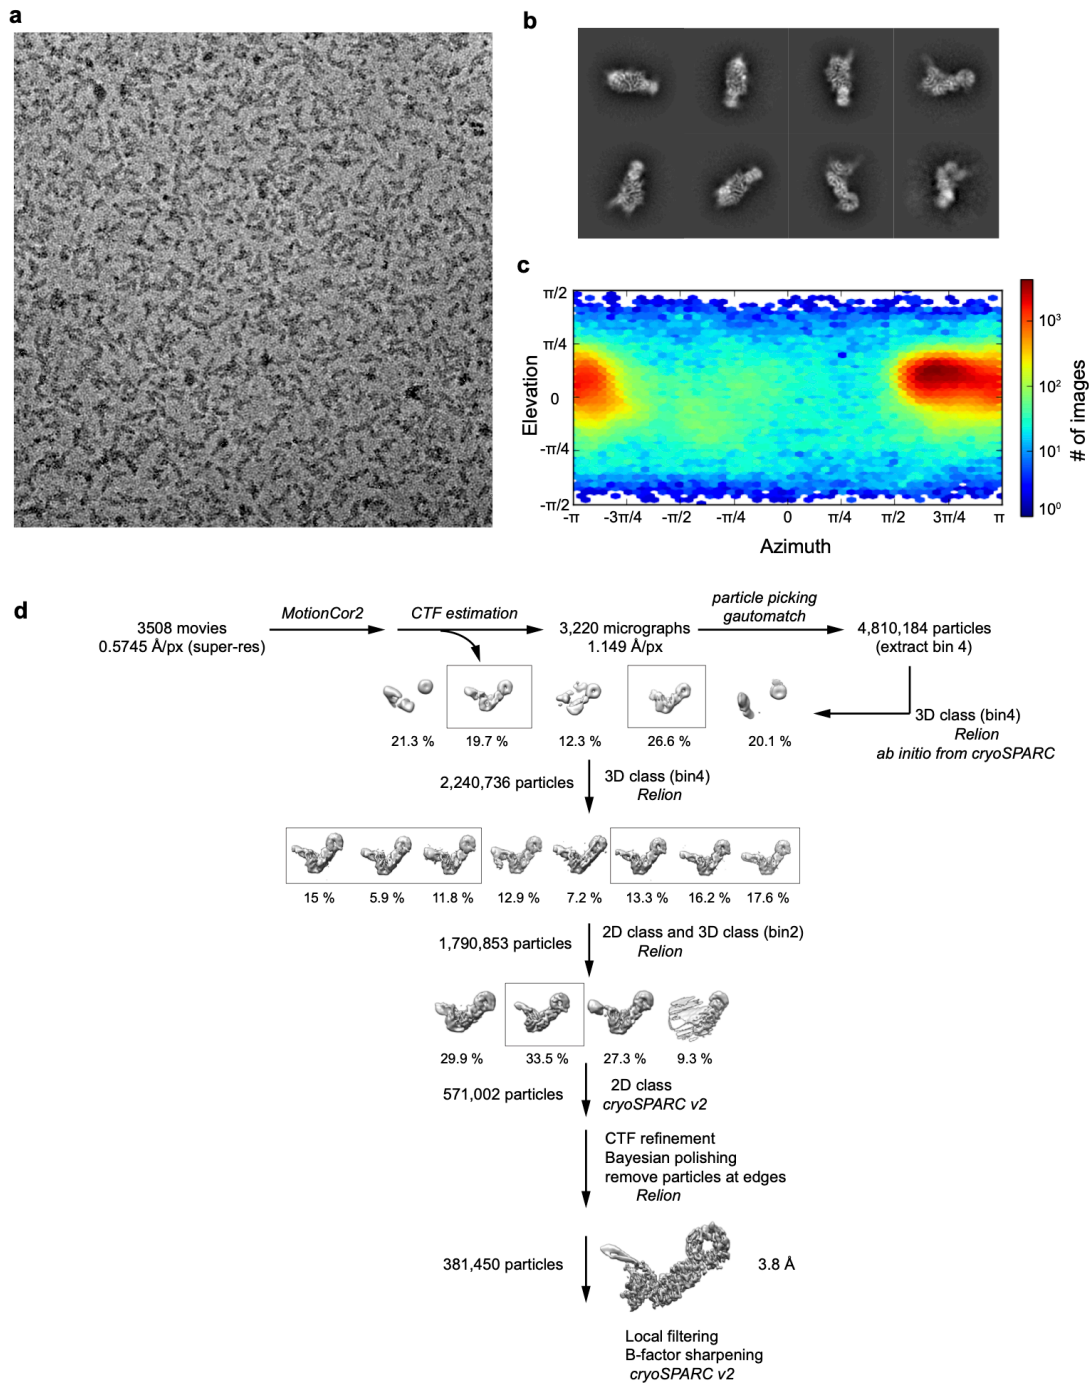 a
b
c
π/2
π/4
0
-π/4
-π/2
Elevation
-π
-3π/4
-π/2
-π/4
0
π/4
π/2
3π/4
π
Azimuth
10³
10²
10¹
10⁰
# of images
d
3508 movies
0.5745 Å/px (super-res)
MotionCor2
CTF estimation
3,220 micrographs
1.149 Å/px
particle picking
gautomatch
4,810,184 particles
(extract bin 4)
3D class (bin4)
Relion
ab initio from cryoSPARC
21.3 %
19.7 %
12.3 %
26.6 %
20.1 %
2,240,736 particles
3D class (bin4)
Relion
15 %
5.9 %
11.8 %
12.9 %
7.2 %
13.3 %
16.2 %
17.6 %
1,790,853 particles
2D class and 3D class (bin2)
Relion
29.9 %
33.5 %
27.3 %
9.3 %
571,002 particles
2D class
cryoSPARC v2
CTF refinement
Bayesian polishing
remove particles at edges
Relion
381,450 particles
3.8 Å
Local filtering
B-factor sharpening
cryoSPARC v2